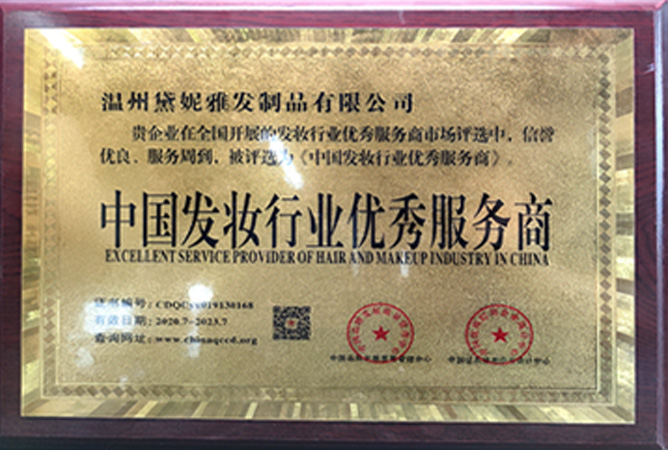 温州黛妮雅发制品有限公司
贵企业在全国开展的发妆行业优秀服务商市场评选中，信誉
优良、服务周到，被评选为《中国发妆行业优秀服务商》。
中国发妆行业优秀服务商
EXCELLENT SERVICE PROVIDER OF HAIR AND MAKEUP INDUSTRY IN CHINA
证书编号：
有效日期：2020.7-2023.7
查询网址：www.chinaqccd.org